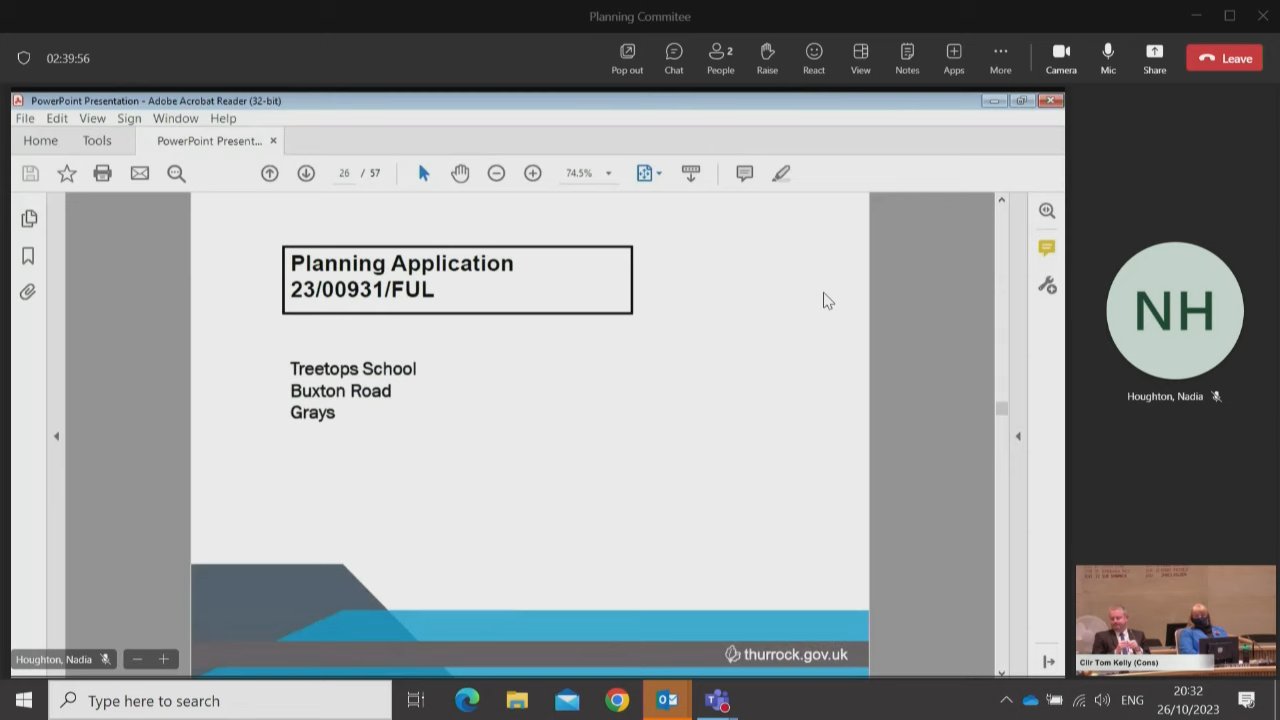 Planning Commitee
02:39:56
Pop out
Chat
2
People
Raise
React
View
Notes
Apps
More
Camera
Mic
Share
Leave
PowerPoint Presentation - Adobe Acrobat Reader (32-bit)
File Edit View Sign Window Help
Home Tools PowerPoint Present...
26 / 57
74.5%
Planning Application
23/00931/FUL
Treetops School
Buxton Road
Grays
thurrock.gov.uk
Houghton, Nadia
NH
Houghton, Nadia
Cllr Tom Kelly (Cons)
Type here to search
ENG
20:32
26/10/2023